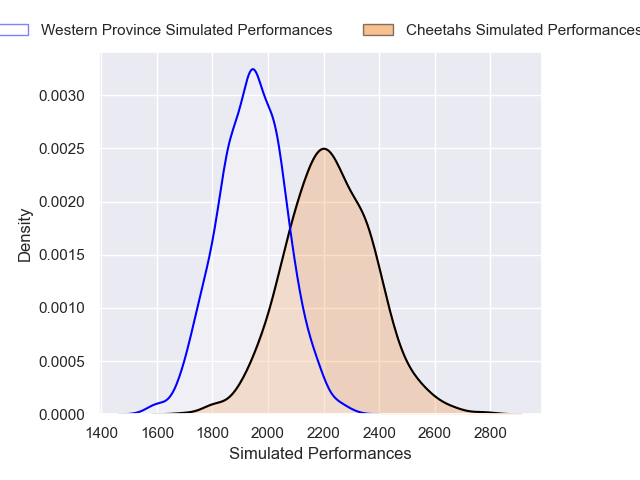 Western Province Simulated Performances
Cheetahs Simulated Performances
0.0030
0.0025
0.0020
0.0015
0.0010
0.0005
0.0000
Density
1400 1600 1800 2000 2200 2400 2600 2800
Simulated Performances